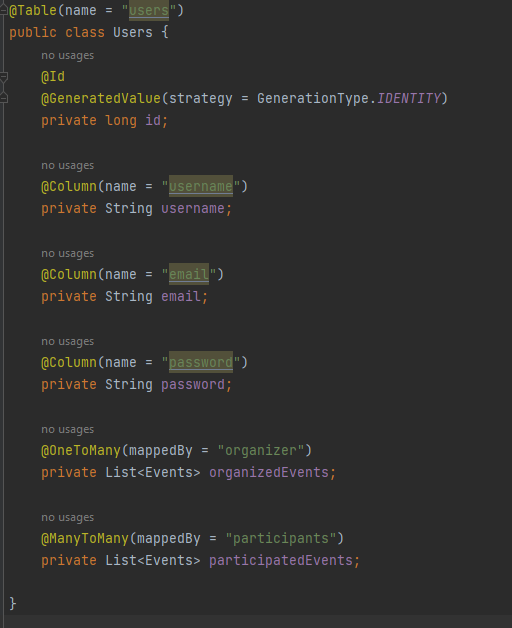 @Table(name = "users")
public class Users {
no usages
@Id
@GeneratedValue(strategy = GenerationType.IDENTITY)
private long id;
no usages
@Column(name = "username")
private String username;
no usages
@Column(name = "email")
private String email;
no usages
@Column(name = "password")
private String password;
no usages
@OneToMany(mappedBy = "organizer")
private List<Events> organizedEvents;
no usages
@ManyToMany(mappedBy = "participants")
private List<Events> participatedEvents;
}